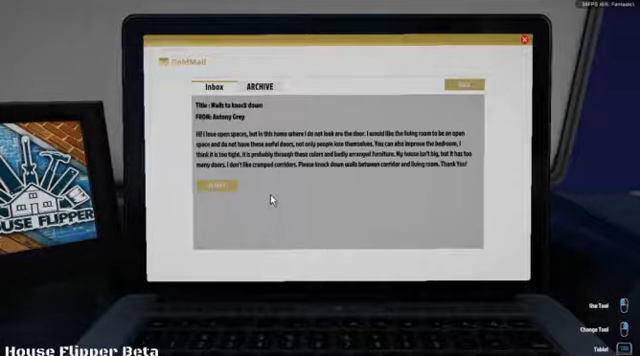 GoldMail
Inbox
ARCHIVE
Title : Walls to knock down
FROM: Antony Grey
Hi! I love open spaces, but in this home where I do not look are the door. I would like the living room to be an open
space and do not have these awful doors, not only people lose themselves. You can also improve the bedroom, I
think it is too tight. It is probably through these colors and badly arranged furniture. My house isn't big, but it has too
many doors. I don't like cramped corridors. Please knock down walls between corridor and living room. Thank You!
HOUSE FLIPPER
Use Tool
Change Tool
Tablet
House Flipper Beta